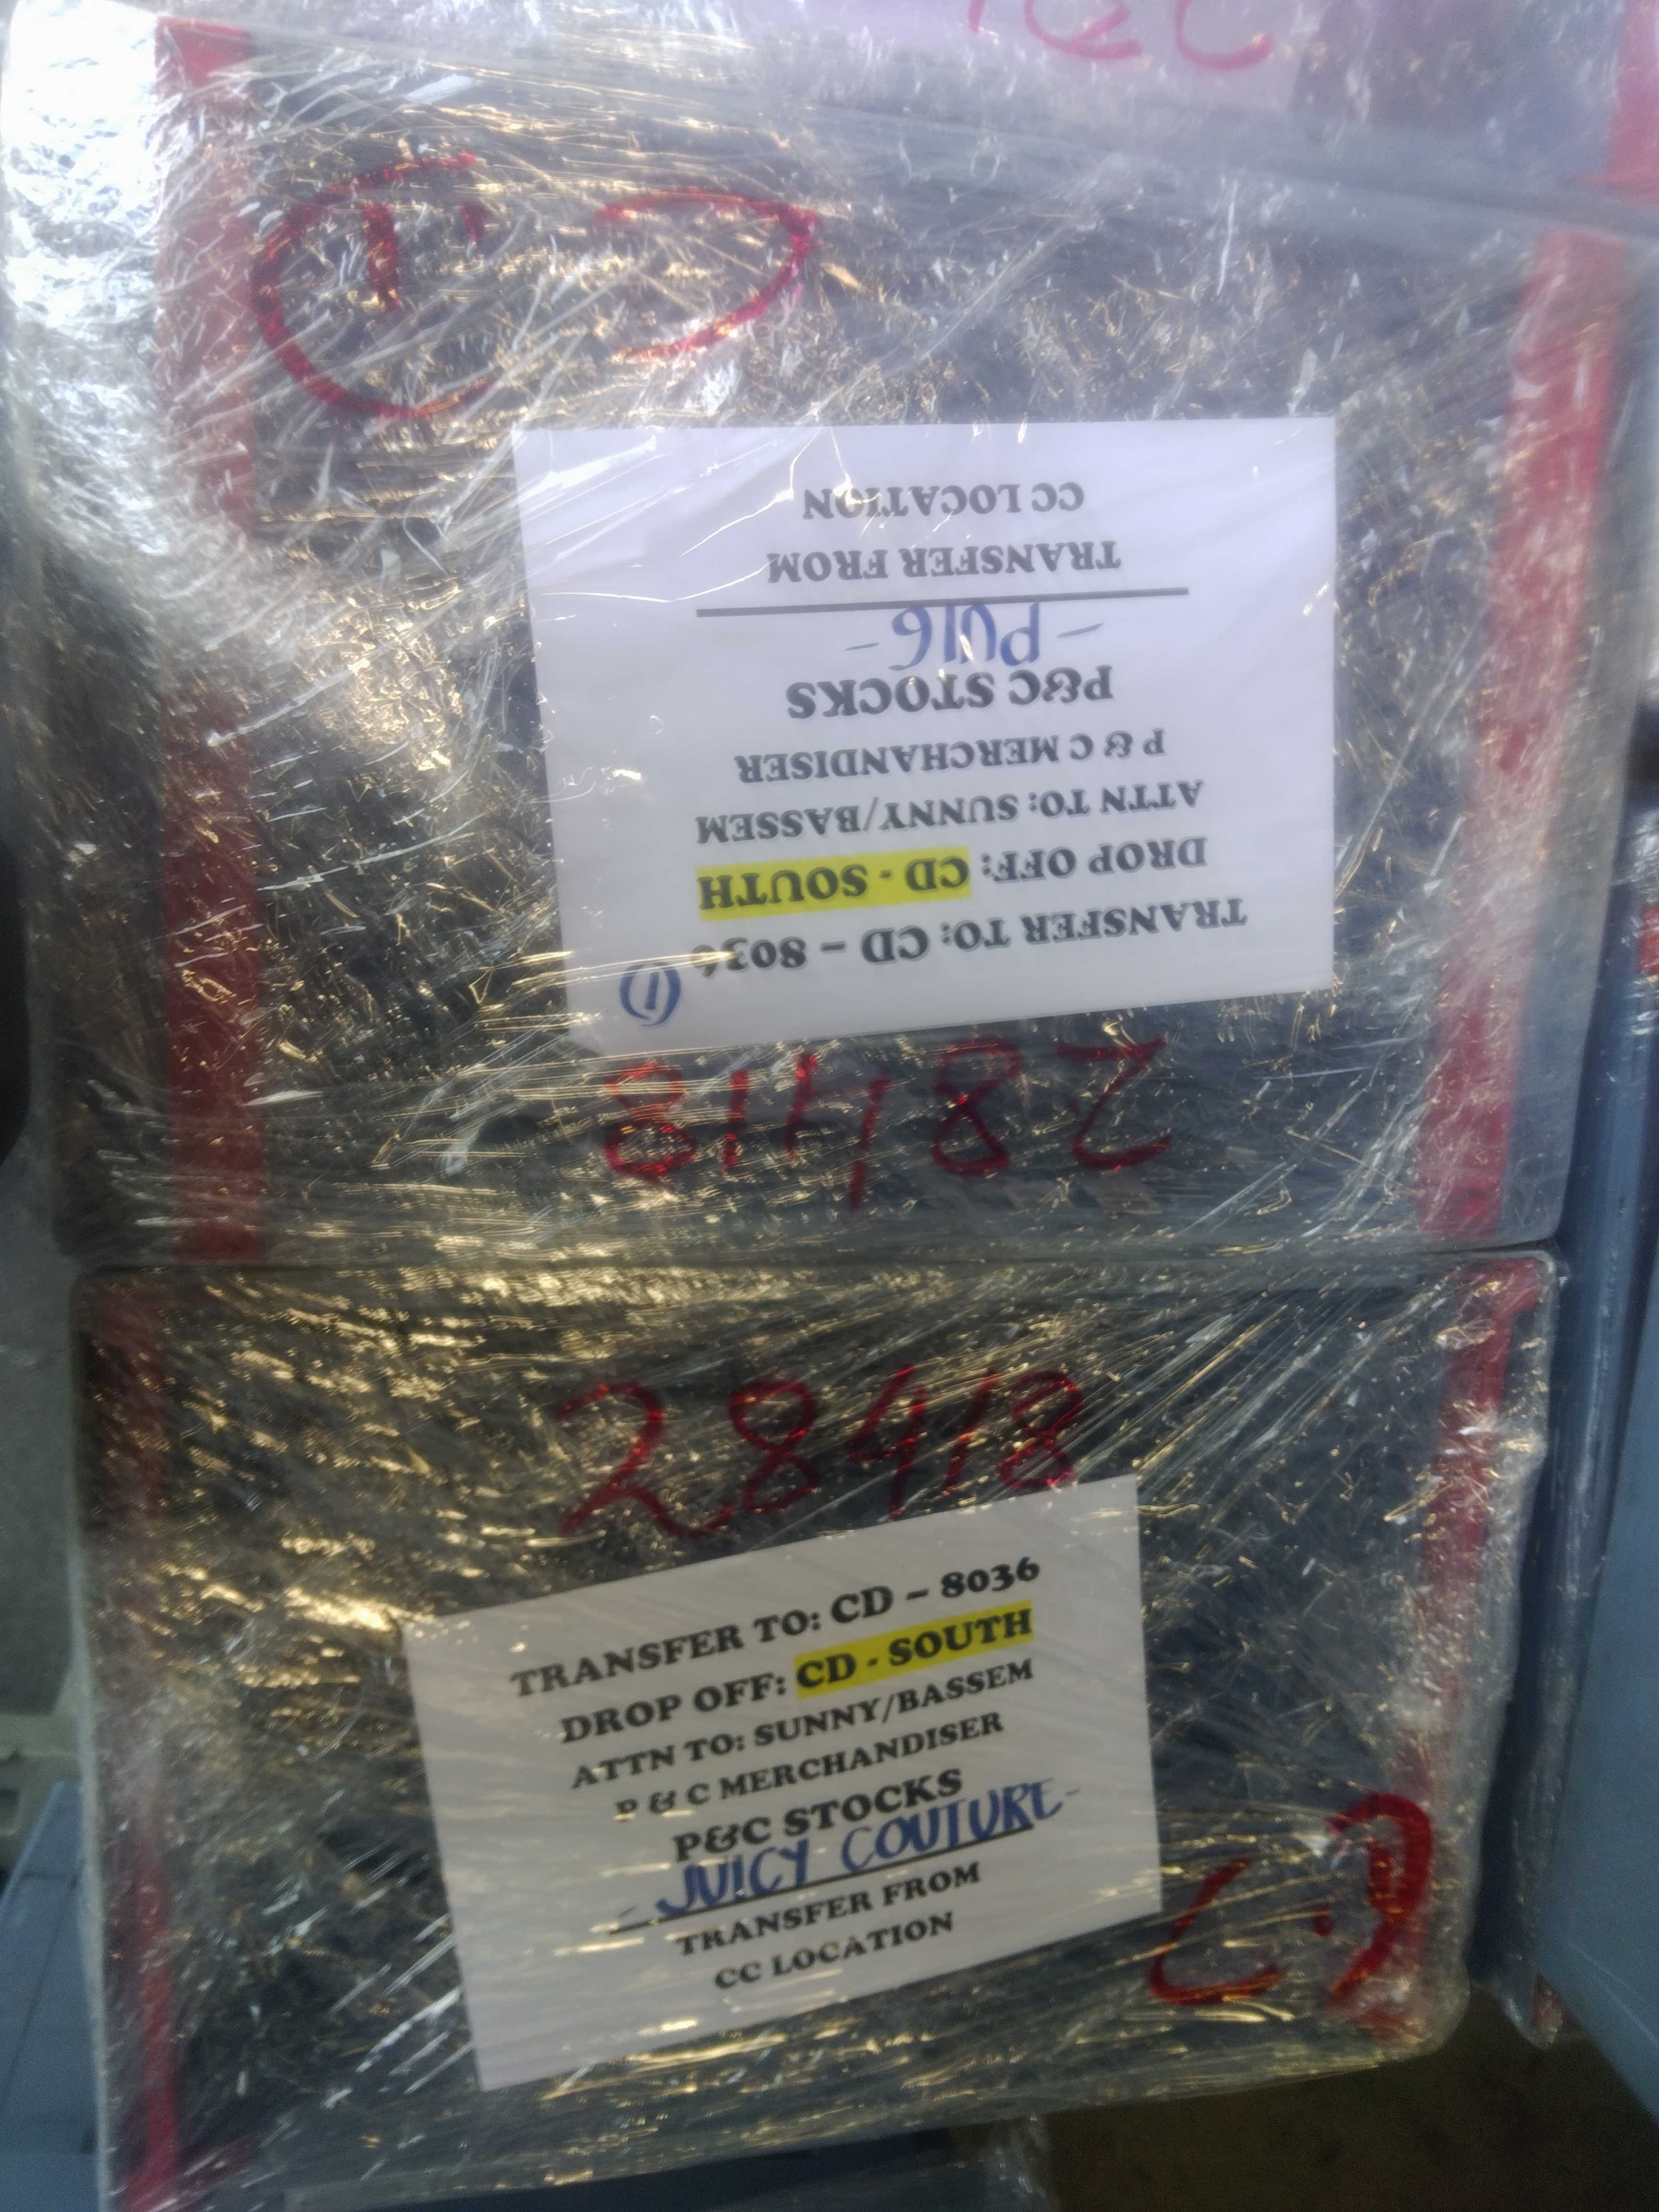 28418
TRANSFER TO: CD – 8036
(1)
DROP OFF: CD - SOUTH
ATTN TO: SUNNY/BASSEM
P & C MERCHANDISER
P&C STOCKS
- PUIG -
TRANSFER FROM
CC LOCATION
28418
TRANSFER TO: CD – 8036
DROP OFF: CD - SOUTH
ATTN TO: SUNNY/BASSEM
P & C MERCHANDISER
P&C STOCKS
- JUICY COUTURE -
TRANSFER FROM
CC LOCATION